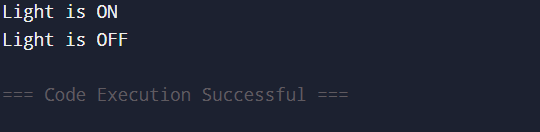 Light is ON
Light is OFF
=== Code Execution Successful ===